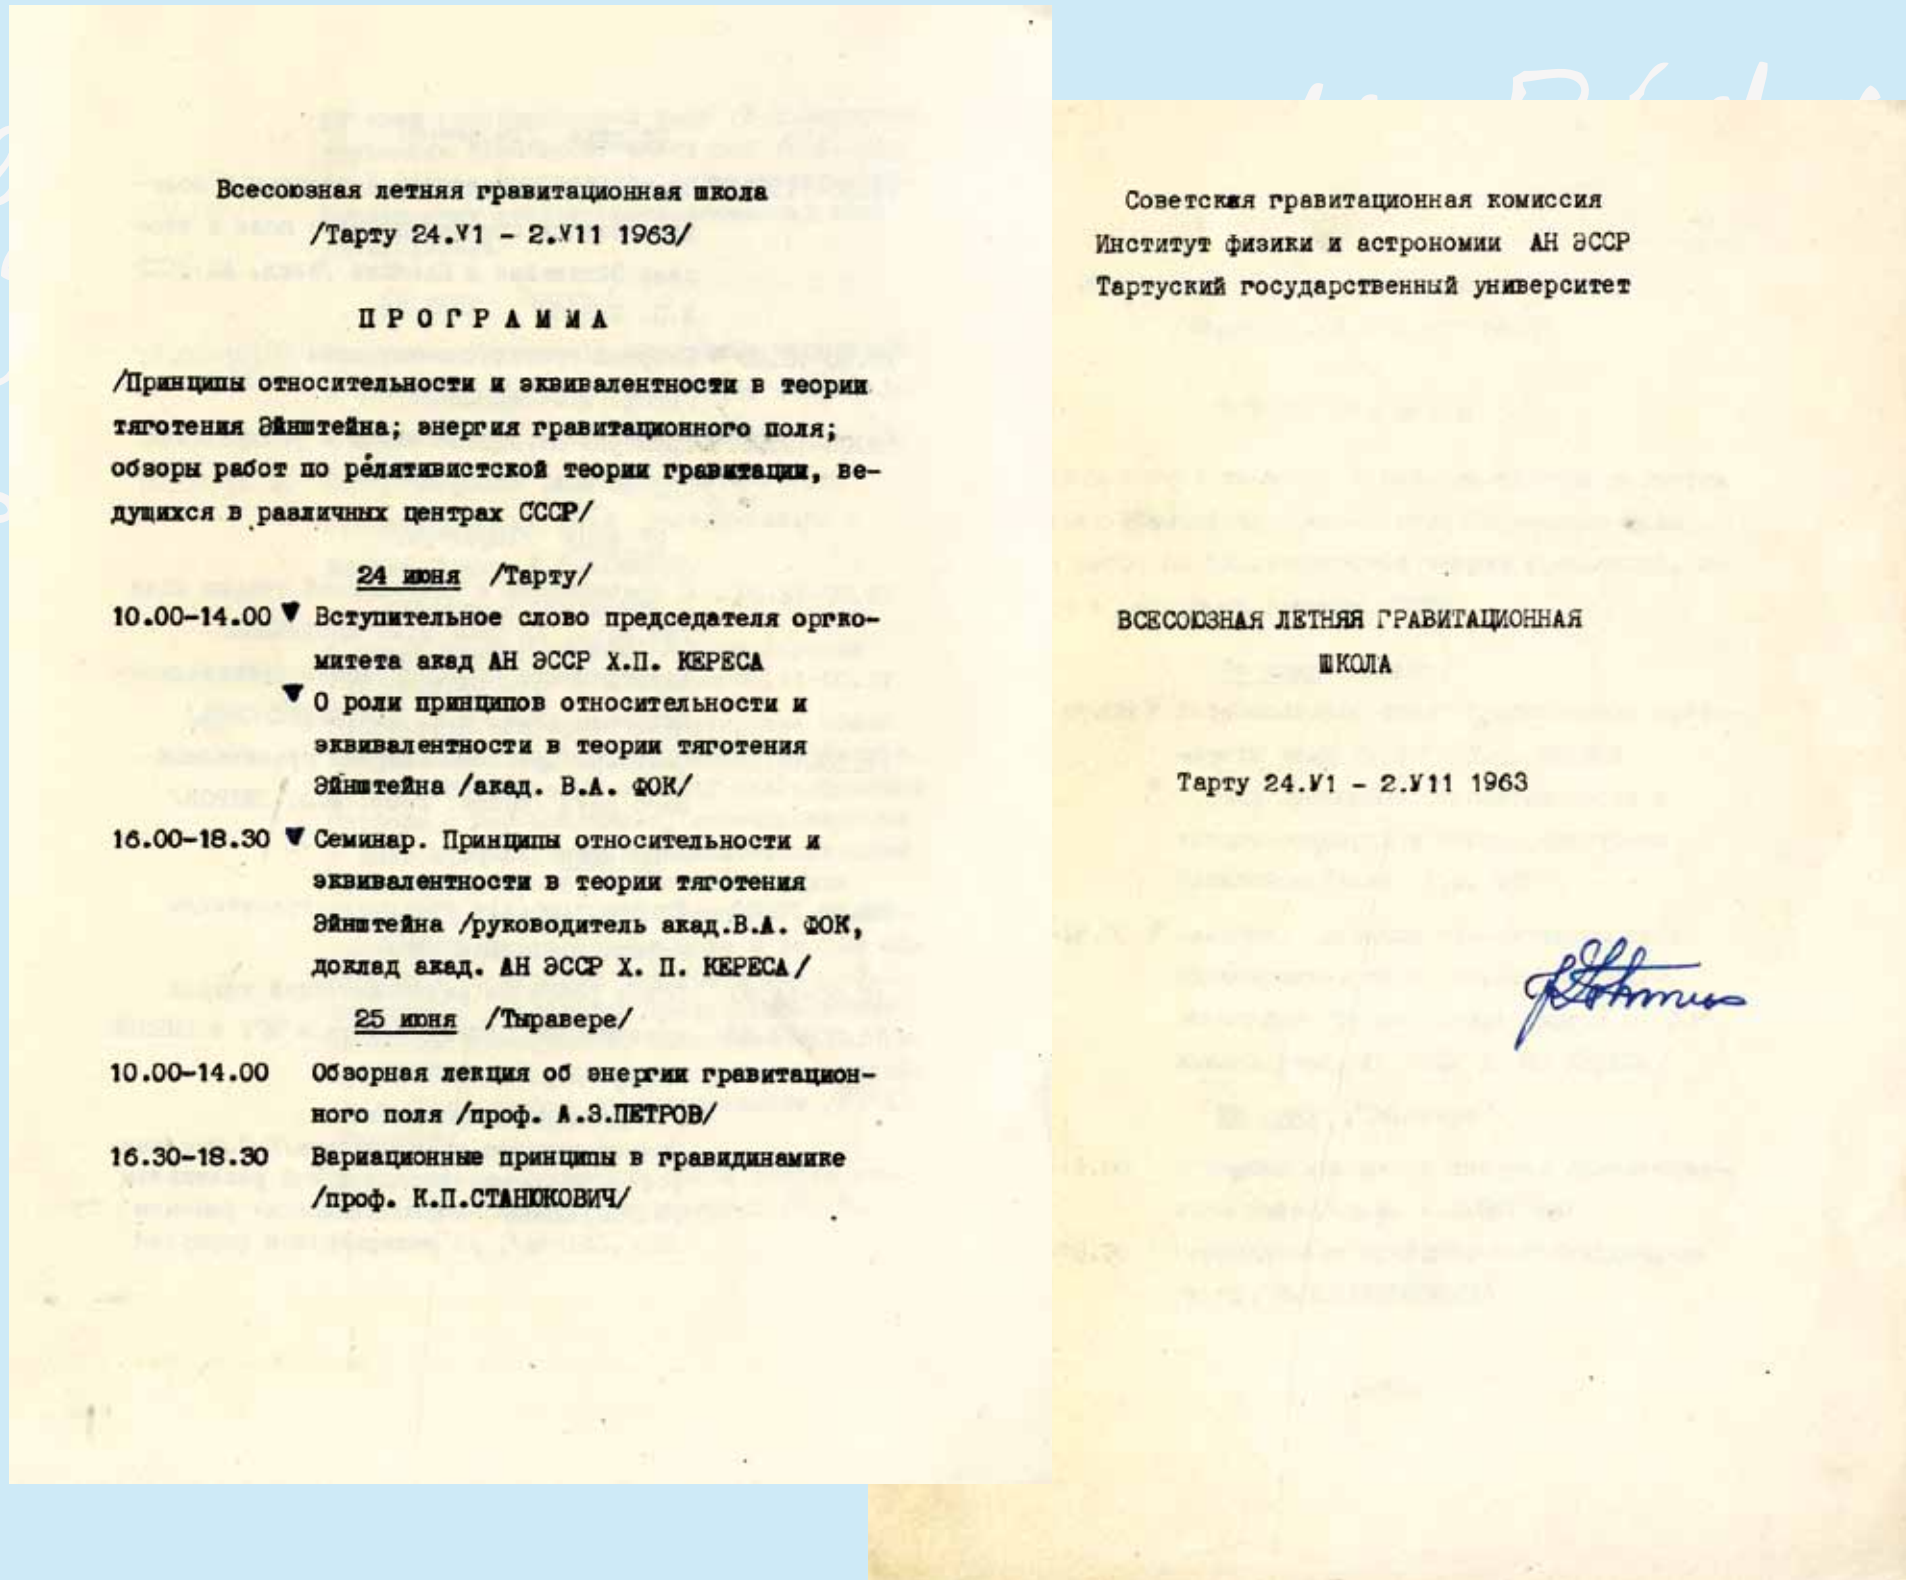 Всесоюзная летняя гравитационная школа
/Тарту 24.У1 - 2.У11 1963/
ПРОГРАММА
/Принципы относительности и эквивалентности в теории
тяготения Эйнштейна; энергия гравитационного поля;
обзоры работ по релятивистской теории гравитации, ве-
дущихся в различных центрах СССР/
24 июня /Тарту/
10.00-14.00 ▼ Вступительное слово председателя оргко-
митета акад АН ЭССР Х.П. КЕРЕСА
▼ О роли принципов относительности и
эквивалентности в теории тяготения
Эйнштейна /акад. В.А. ФОК/
16.00-18.30 ▼ Семинар. Принципы относительности и
эквивалентности в теории тяготения
Эйнштейна /руководитель акад.В.А. ФОК,
доклад акад. АН ЭССР Х. П. КЕРЕСА/
25 июня /Тыравере/
10.00-14.00 Обзорная лекция об энергии гравитацион-
ного поля /проф. А.З.ПЕТРОВ/
16.30-18.30 Вариационные принципы в гравидинамике
/проф. К.П.СТАНЮКОВИЧ/
Советская гравитационная комиссия
Институт физики и астрономии АН ЭССР
Тартуский государственный университет
ВСЕСОЮЗНАЯ ЛЕТНЯЯ ГРАВИТАЦИОННАЯ
ШКОЛА
Тарту 24.У1 - 2.У11 1963